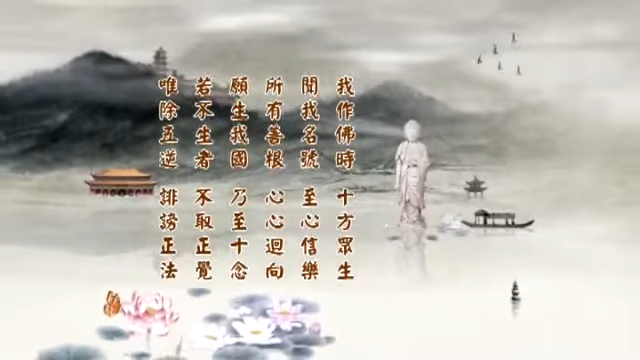 我作佛時 十方眾生
聞我名號 至心信樂
所有善根 心心迴向
願生我國 乃至十念
若不生者 不取正覺
唯除五逆 誹謗正法